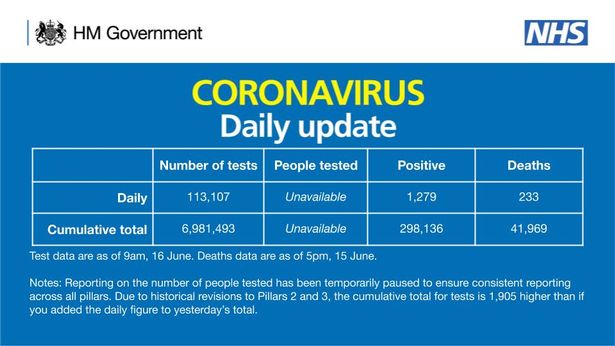 HM Government
NHS
CORONAVIRUS
Daily update
Number of tests People tested Positive Deaths
Daily 113,107 Unavailable 1,279 233
Cumulative total 6,981,493 Unavailable 298,136 41,969
Test data are as of 9am, 16 June. Deaths data are as of 5pm, 15 June.
Notes: Reporting on the number of people tested has been temporarily paused to ensure consistent reporting
across all pillars. Due to historical revisions to Pillars 2 and 3, the cumulative total for tests is 1,905 higher than if
you added the daily figure to yesterday's total.